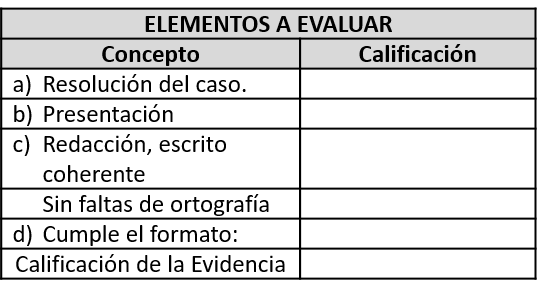 ELEMENTOS A EVALUAR
Concepto Calificación
a) Resolución del caso.
b) Presentación
c) Redacción, escrito
coherente
Sin faltas de ortografía
d) Cumple el formato:
Calificación de la Evidencia